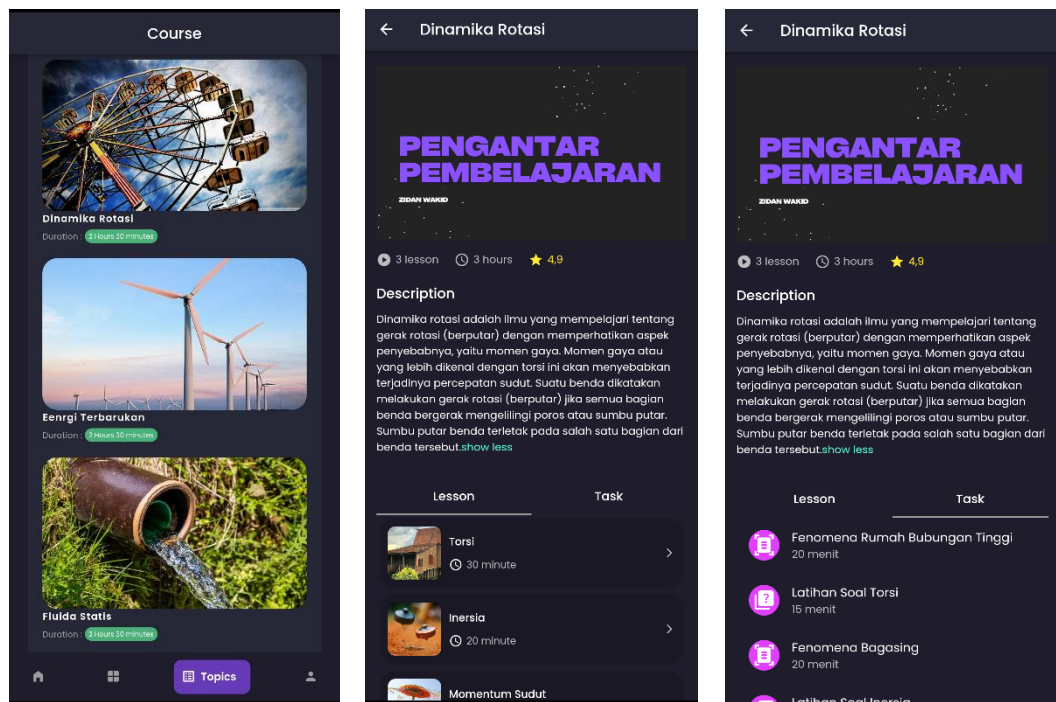 Course
Dinamika Rotasi
Duration : 2 Hours 30 minutes
Eenrgi Terbarukan
Duration : 2 Hours 30 minutes
Fluida Statis
Duration : 2 Hours 30 minutes
Topics
Dinamika Rotasi
PENGANTAR
PEMBELAJARAN
ZIDAN WAKID
3 lesson 3 hours 4,9
Description
Dinamika rotasi adalah ilmu yang mempelajari tentang
gerak rotasi (berputar) dengan memperhatikan aspek
penyebabnya, yaitu momen gaya. Momen gaya atau
yang lebih dikenal dengan torsi ini akan menyebabkan
terjadinya percepatan sudut. Suatu benda dikatakan
melakukan gerak rotasi (berputar) jika semua bagian
benda bergerak mengelilingi poros atau sumbu putar.
Sumbu putar benda terletak pada salah satu bagian dari
benda tersebut.show less
Lesson Task
Torsi
30 minute
Inersia
20 minute
Momentum Sudut
Dinamika Rotasi
PENGANTAR
PEMBELAJARAN
ZIDAN WAKID
3 lesson 3 hours 4,9
Description
Dinamika rotasi adalah ilmu yang mempelajari tentang
gerak rotasi (berputar) dengan memperhatikan aspek
penyebabnya, yaitu momen gaya. Momen gaya atau
yang lebih dikenal dengan torsi ini akan menyebabkan
terjadinya percepatan sudut. Suatu benda dikatakan
melakukan gerak rotasi (berputar) jika semua bagian
benda bergerak mengelilingi poros atau sumbu putar.
Sumbu putar benda terletak pada salah satu bagian dari
benda tersebut.show less
Lesson Task
Fenomena Rumah Bubungan Tinggi
20 menit
Latihan Soal Torsi
15 menit
Fenomena Bagasing
20 menit
Latihan Soal Inersia